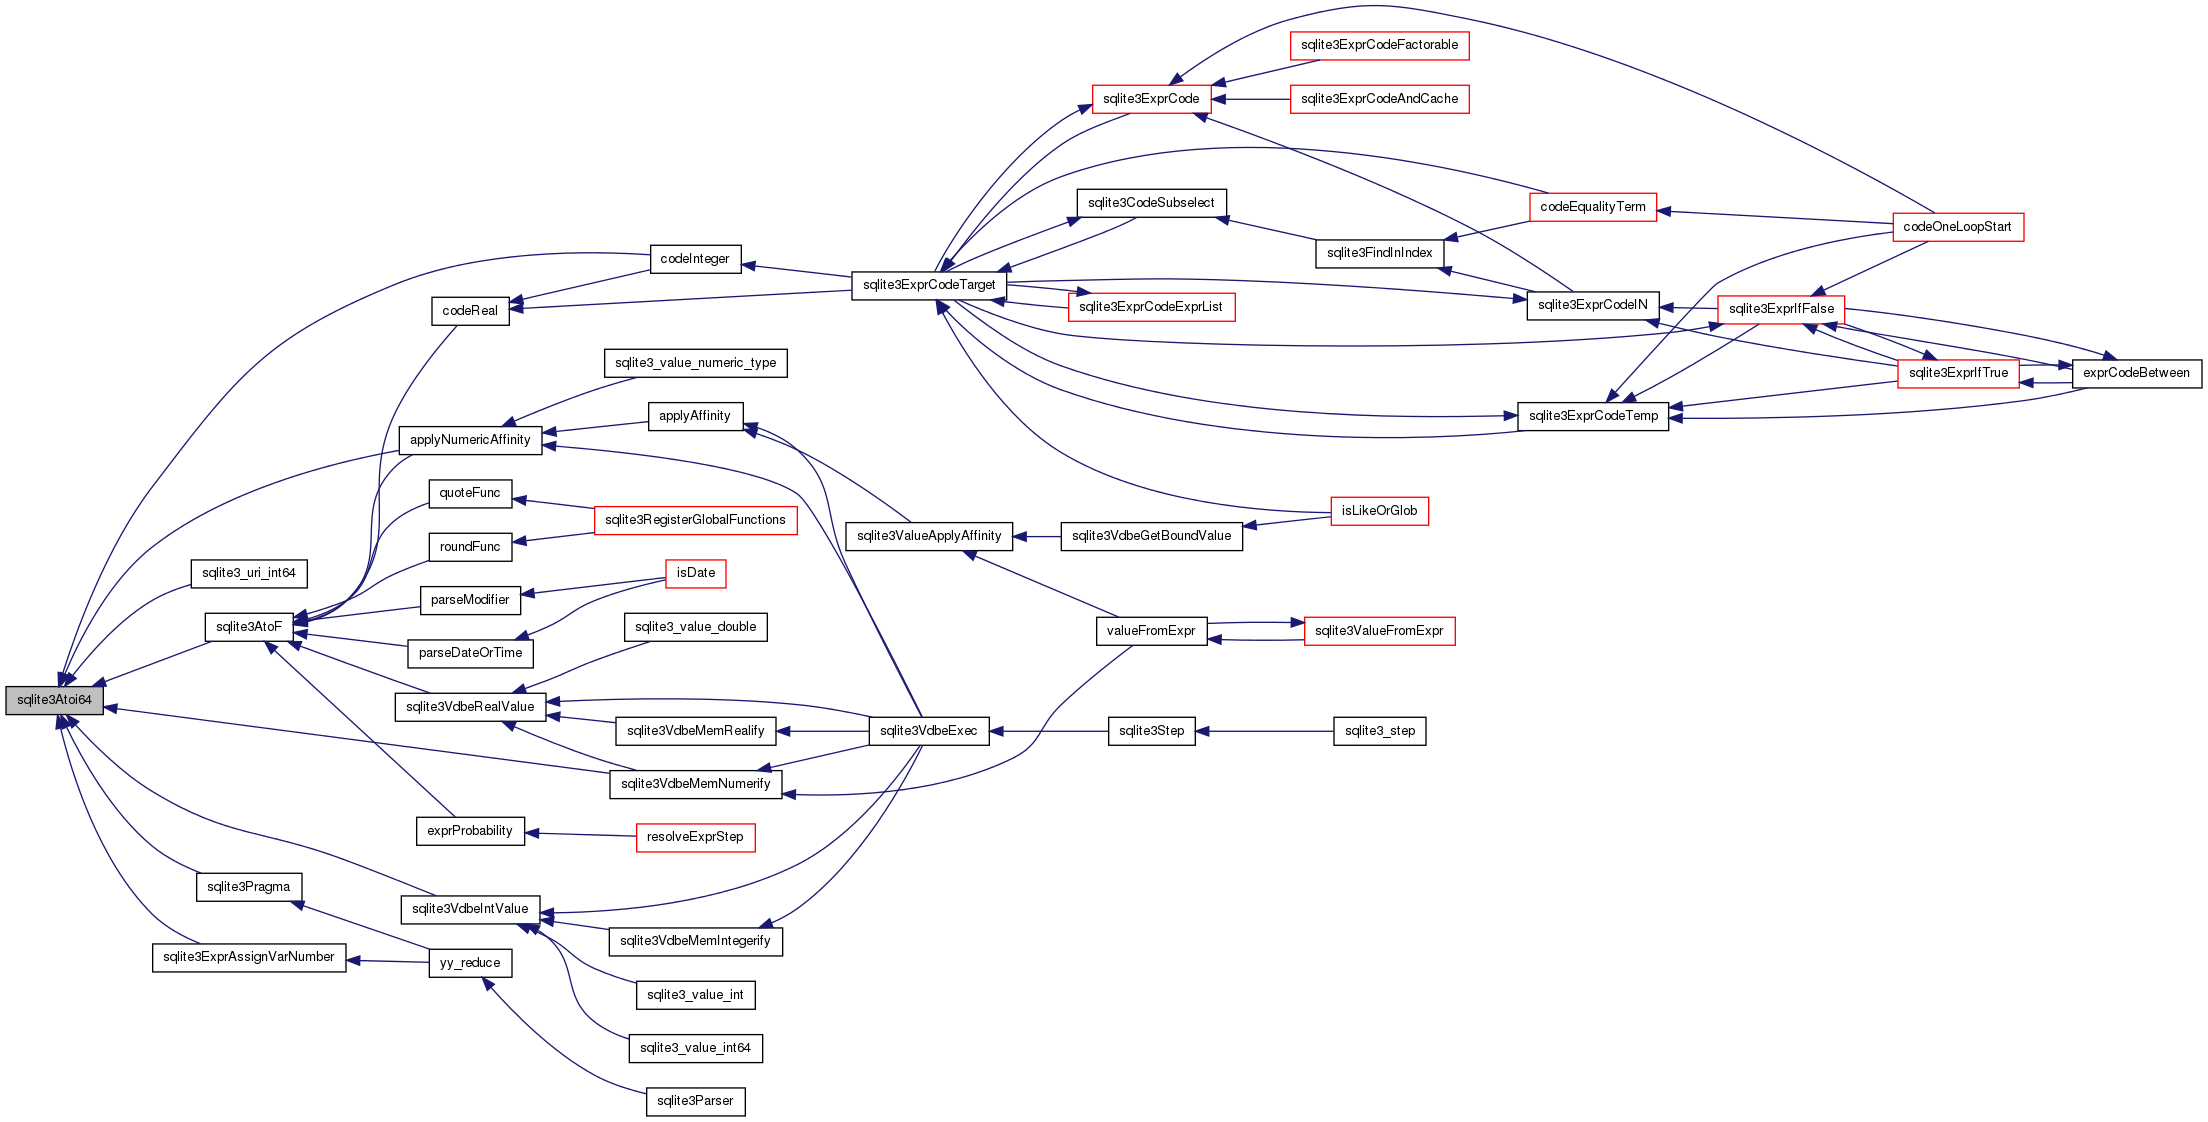 sqlite3Atoi64
sqlite3_uri_int64
sqlite3AtoF
sqlite3Pragma
sqlite3ExprAssignVarNumber
codeReal
applyNumericAffinity
quoteFunc
roundFunc
parseModifier
parseDateOrTime
sqlite3VdbeRealValue
exprProbability
sqlite3VdbeIntValue
yy_reduce
codeInteger
sqlite3_value_numeric_type
applyAffinity
sqlite3RegisterGlobalFunctions
isDate
sqlite3_value_double
sqlite3VdbeMemRealify
sqlite3VdbeMemNumerify
resolveExprStep
sqlite3VdbeMemIntegerify
sqlite3_value_int
sqlite3_value_int64
sqlite3Parser
sqlite3ExprCodeTarget
sqlite3ValueApplyAffinity
sqlite3VdbeExec
sqlite3ExprCode
sqlite3CodeSubselect
sqlite3ExprCodeExprList
sqlite3VdbeGetBoundValue
valueFromExpr
sqlite3Step
sqlite3ExprCodeFactorable
sqlite3ExprCodeAndCache
sqlite3FindInIndex
isLikeOrGlob
sqlite3ValueFromExpr
sqlite3_step
codeEqualityTerm
sqlite3ExprCodeIN
sqlite3ExprCodeTemp
sqlite3ExprIfFalse
codeOneLoopStart
sqlite3ExprIfTrue
exprCodeBetween